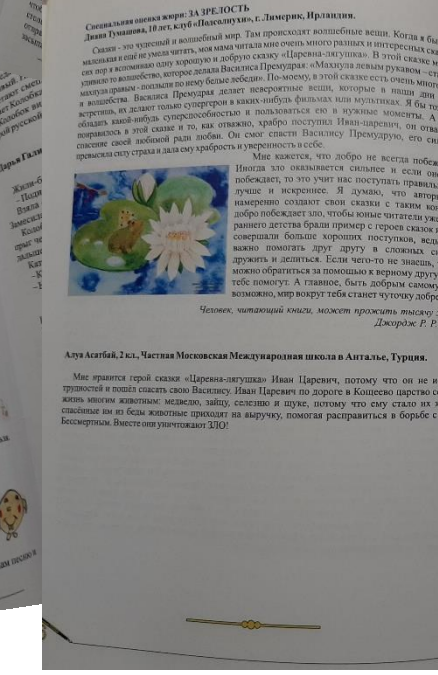 Специальная оценка жюри: ЗА ЗРЕЛОСТЬ
Диана Туманова, 10 лет, клуб «Подсолнухи», г. Лимерик, Ирландия.
Сказки - это чудесный и волшебный мир. Там происходят волшебные вещи. Когда я бы
маленькая и ещё не умела читать, моя мама читала мне очень много разных и интересных ска
сих пор я вспоминаю одну хорошую и добрую сказку «Царевна-лягушка». В этой сказке м
удивило то волшебство, которое делала Василиса Премудрая: «Махнула левым рукавом – ст
махнула правым - поплыли по нему белые лебеди». По-моему, в этой сказке есть очень много
и волшебства. Василиса Премудрая делает невероятные вещи, которые в наши дни
встретишь, их делают только супергерои в каких-нибудь фильмах или мультиках. Я бы то
обладать какой-нибудь суперспособностью и пользоваться ею в нужные моменты. А
понравилось в этой сказке и то, как отважно, храбро поступил Иван-царевич, он отва
спасение своей любимой ради любви. Он смог спасти Василису Премудрую, его си
превысила силу страха и дала ему храбрость и уверенность в себе.
Мне кажется, что добро не всегда побеж
Иногда зло оказывается сильнее и если он
побеждает, то это учит нас поступать правиль
лучше и искреннее. Я думаю, что автор
намеренно создают свои сказки с таким ко
добро побеждает зло, чтобы юные читатели уже
раннего детства брали пример с героев сказок и
совершали больше хороших поступков, ведь
важно помогать друг другу в сложных си
дружить и делиться. Если чего-то не знаешь,
можно обратиться за помощью к верному другу
тебе помогут. А главное, быть добрым самому
возможно, мир вокруг тебя станет чуточку добре
Человек, читающий книги, может прожить тысячу
Джордж Р. Р.
Алуа Асатбай, 2 кл., Частная Московская Международная школа в Анталье, Турция.
Мне нравится герой сказки «Царевна-лягушка» Иван Царевич, потому что он не и
трудностей и пошёл спасать свою Василису. Иван Царевич по дороге в Кощеево царство со
жизнь многим животным: медведю, зайцу, селезню и щуке, потому что ему стало их ж
спасённые им из беды животные приходят на выручку, помогая расправиться в борьбе с
Бессмертным. Вместе они уничтожают ЗЛО!